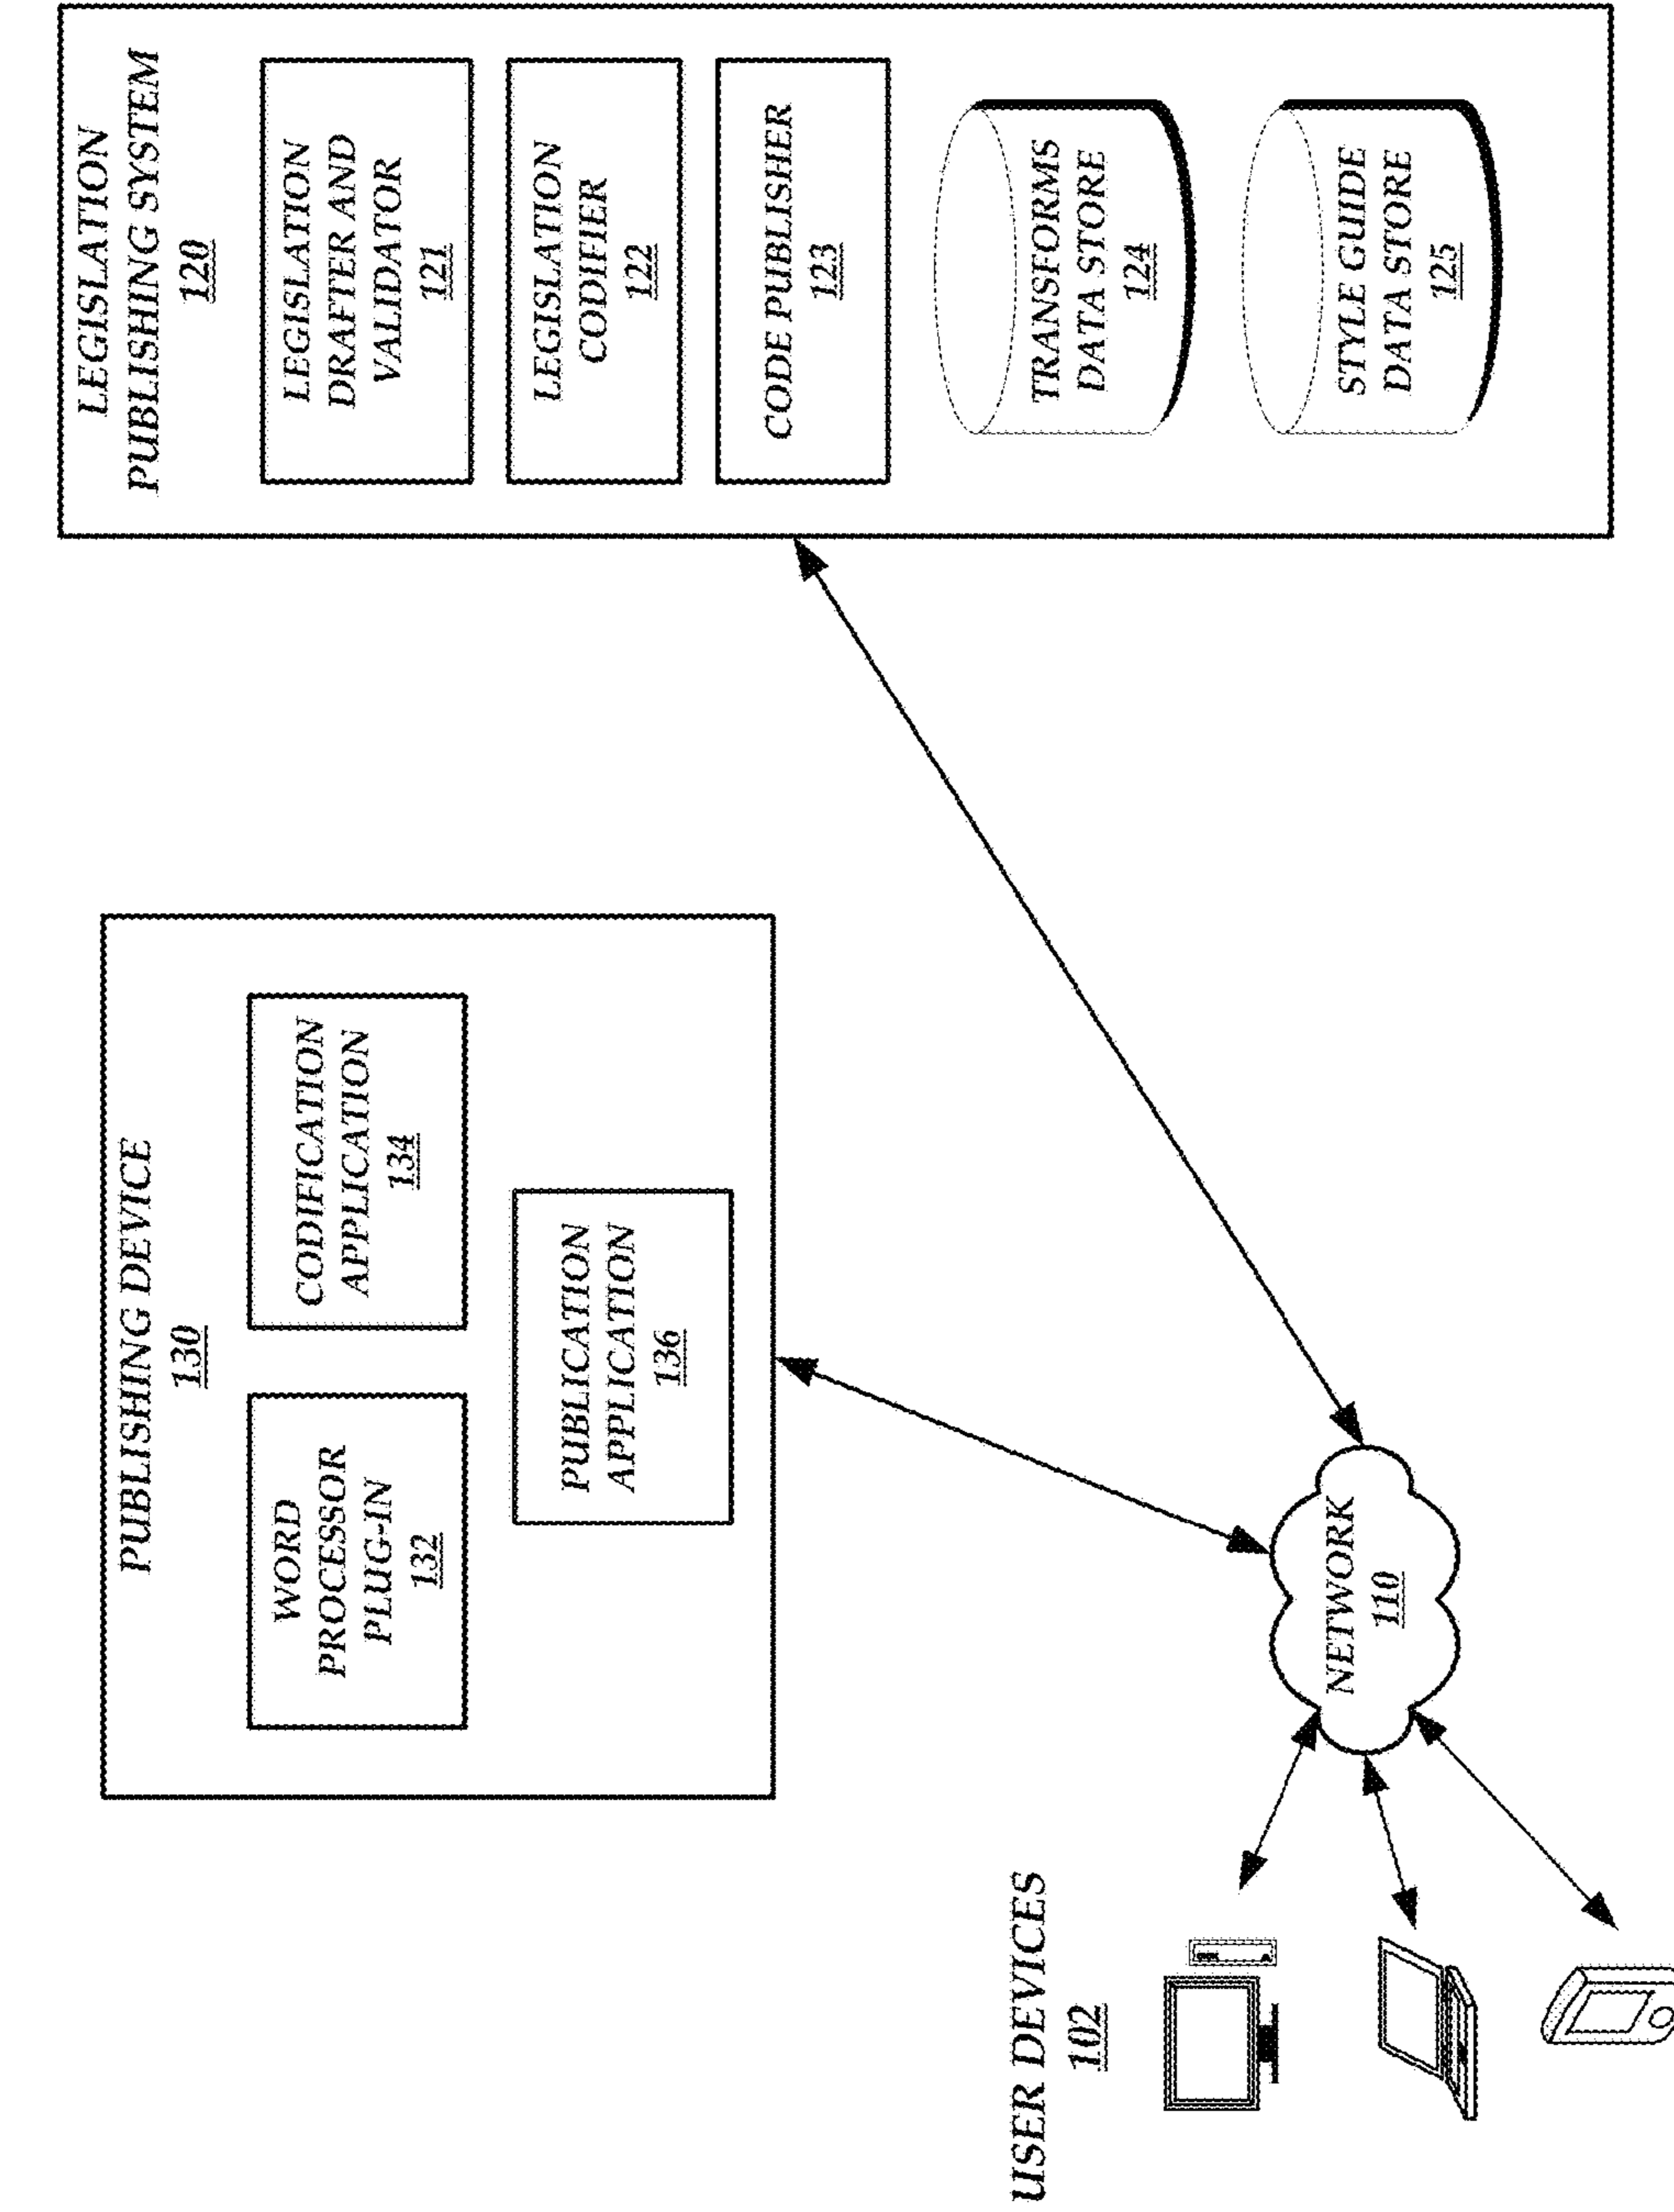 USER DEVICES
102
NETWORK
110
PUBLISHING DEVICE
130
WORD
PROCESSOR
PLUG-IN
132
CODIFICATION
APPLICATION
134
PUBLICATION
APPLICATION
136
LEGISLATION
PUBLISHING SYSTEM
120
LEGISLATION
DRAFTER AND
VALIDATOR
121
LEGISLATION
CODIFIER
122
CODE PUBLISHER
123
TRANSFORMS
DATA STORE
124
STYLE GUIDE
DATA STORE
125